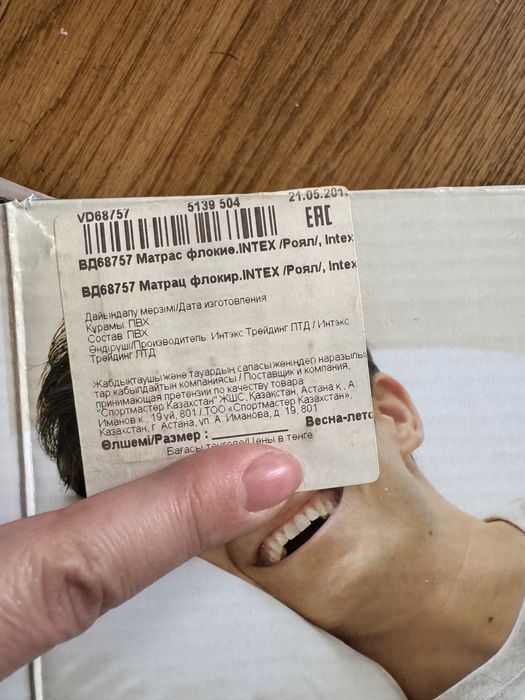 VD68757 5139 504 21.05.201
EAC
ВД68757 Матрас флокие.INTEX /Роял/, Intex
ВД68757 Матрац флокир.INTEX /Роял/, Intex
Дайындалу мерзімі/Дата изготовления
Құрамы: ПВХ
Состав: ПВХ
Өндіруші/Производитель: Интэкс Трейдинг ЛТД / Интэкс
Трейдинг ЛТД
Жабдықтаушы және тауардың сапасы жөніндегі наразылық
тар қабылдайтын компаниясы / Поставщик и компания,
принимающая претензии по качеству товара
"Спортмастер Казахстан" ЖШС, Қазақстан, Астана к., А.
Иманов к., 19 үй, 801 / ТОО «Спортмастер Казахстан»,
Казахстан, г. Астана, ул. А. Иманова, д. 19, 801
Весна-лето
Өлшемі/Размер :
Бағасы теңгеде/Цены в тенге